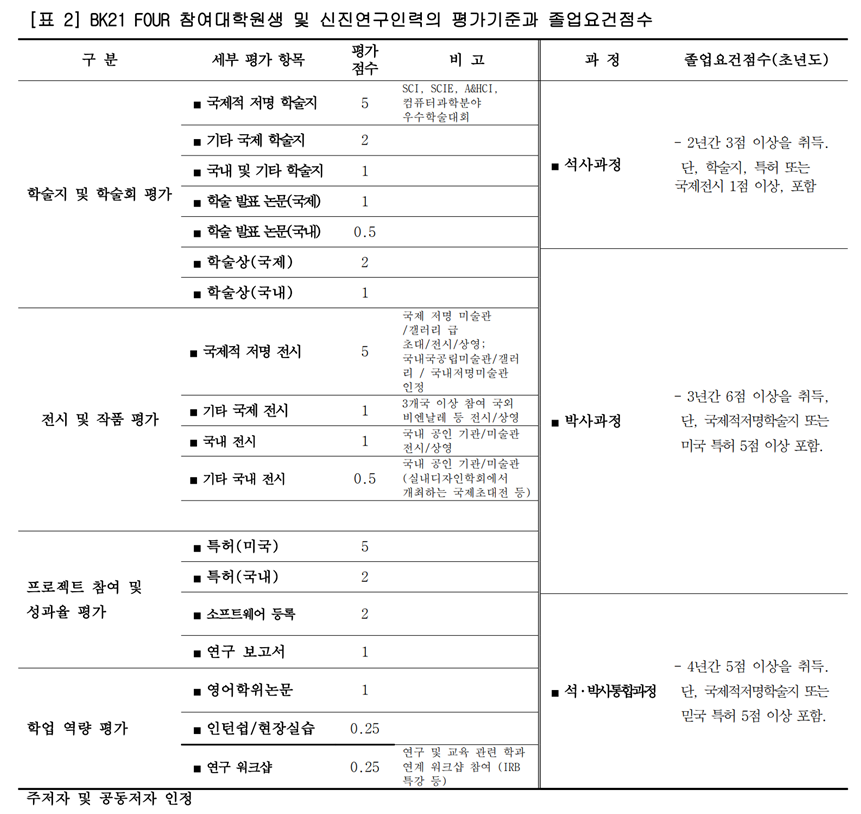 [표 2] BK21 FOUR 참여대학원생 및 신진연구인력의 평가기준과 졸업요건점수
구 분
세부 평가 항목
평가
점수
비 고
과 정
졸업요건점수(초년도)
학술지 및 학술회 평가
■ 국제적 저명 학술지
5
SCI, SCIE, A&HCI,
컴퓨터과학분야
우수학술대회
■ 기타 국제 학술지
2
■ 국내 및 기타 학술지
1
■ 학술 발표 논문(국제)
1
■ 학술 발표 논문(국내)
0.5
■ 학술상(국제)
2
■ 학술상(국내)
1
전시 및 작품 평가
■ 국제적 저명 전시
5
국제 저명 미술관
/갤러리 급
초대/전시/상영;
국내국공립미술관/갤러
리 / 국내저명미술관
인정
■ 기타 국제 전시
1
3개국 이상 참여 국외
비엔날레 등 전시/상영
■ 국내 전시
1
국내 공인 기관/미술관
전시/상영
■ 기타 국내 전시
0.5
국내 공인 기관/미술관
(실내디자인학회에서
개최하는 국제초대전 등)
프로젝트 참여 및
성과율 평가
■ 특허(미국)
5
■ 특허(국내)
2
■ 소프트웨어 등록
2
■ 연구 보고서
1
학업 역량 평가
■ 영어학위논문
1
■ 인턴쉽/현장실습
0.25
■ 연구 워크샵
0.25
연구 및 교육 관련 학과
연계 워크샵 참여 (IRB
특강 등)
■ 석사과정
- 2년간 3점 이상을 취득.
단, 학술지, 특허 또는
국제전시 1점 이상, 포함
■ 박사과정
- 3년간 6점 이상을 취득,
단, 국제적저명학술지 또는
미국 특허 5점 이상 포함.
■ 석·박사통합과정
- 4년간 5점 이상을 취득.
단, 국제적저명학술지 또는
믿국 특허 5점 이상 포함.
주저자 및 공동저자 인정